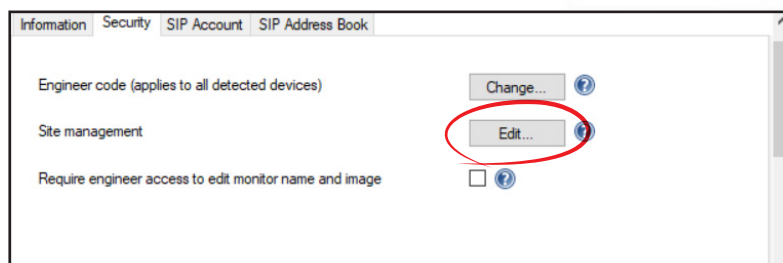 Information Security SIP Account SIP Address Book
Engineer code (applies to all detected devices) Change... ?
Site management Edit... ?
Require engineer access to edit monitor name and image ?